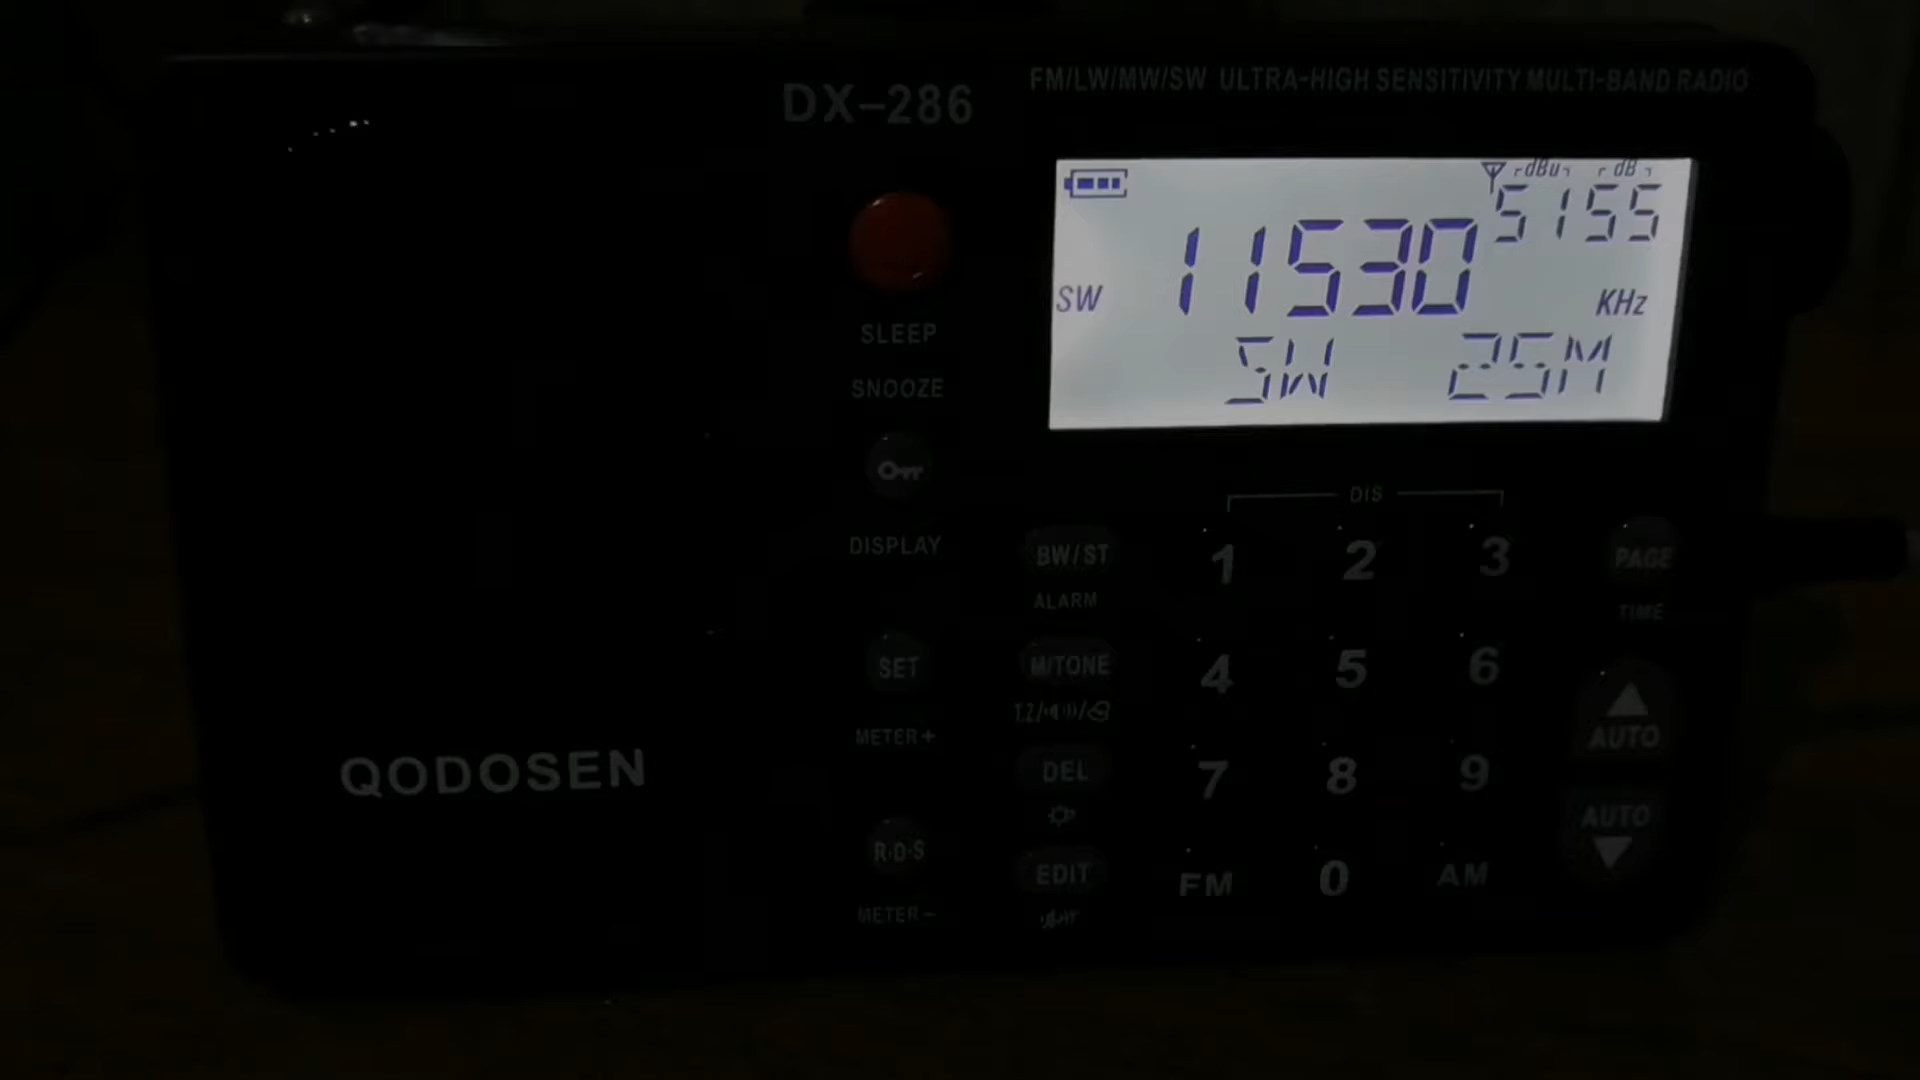 DX-286
FM/LW/MW/SW ULTRA-HIGH SENSITIVITY MULTI-BAND RADIO
dBu dB
5155
SW 11530 KHz
SW 25M
SLEEP
SNOOZE
DISPLAY
SET
METER+
R·D·S
METER-
QODOSEN
DIS
BW/ST 1 2 3 PAGE
ALARM TIME
M/TONE 4 5 6
AUTO
DEL 7 8 9
AUTO
EDIT FM 0 AM